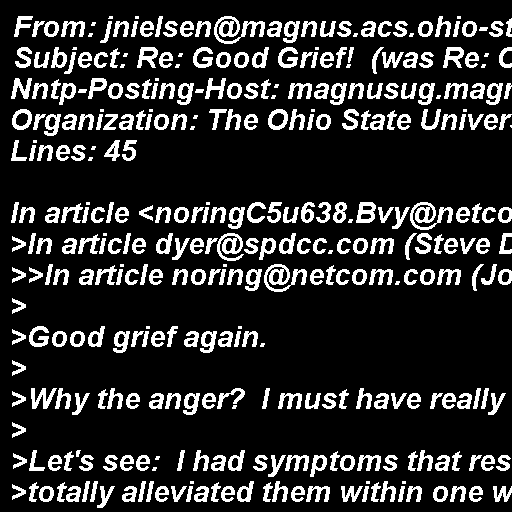 From: jnielsen@magnus.acs.ohio-st
Subject: Re: Good Grief!  (was Re: C
Nntp-Posting-Host: magnusug.magn
Organization: The Ohio State Univers
Lines: 45

In article <noringC5u638.Bvy@netco
>In article dyer@spdcc.com (Steve D
>>In article noring@netcom.com (Jo
>
>Good grief again.
>
>Why the anger?  I must have really
>
>Let's see:  I had symptoms that res
>totally alleviated them within one w